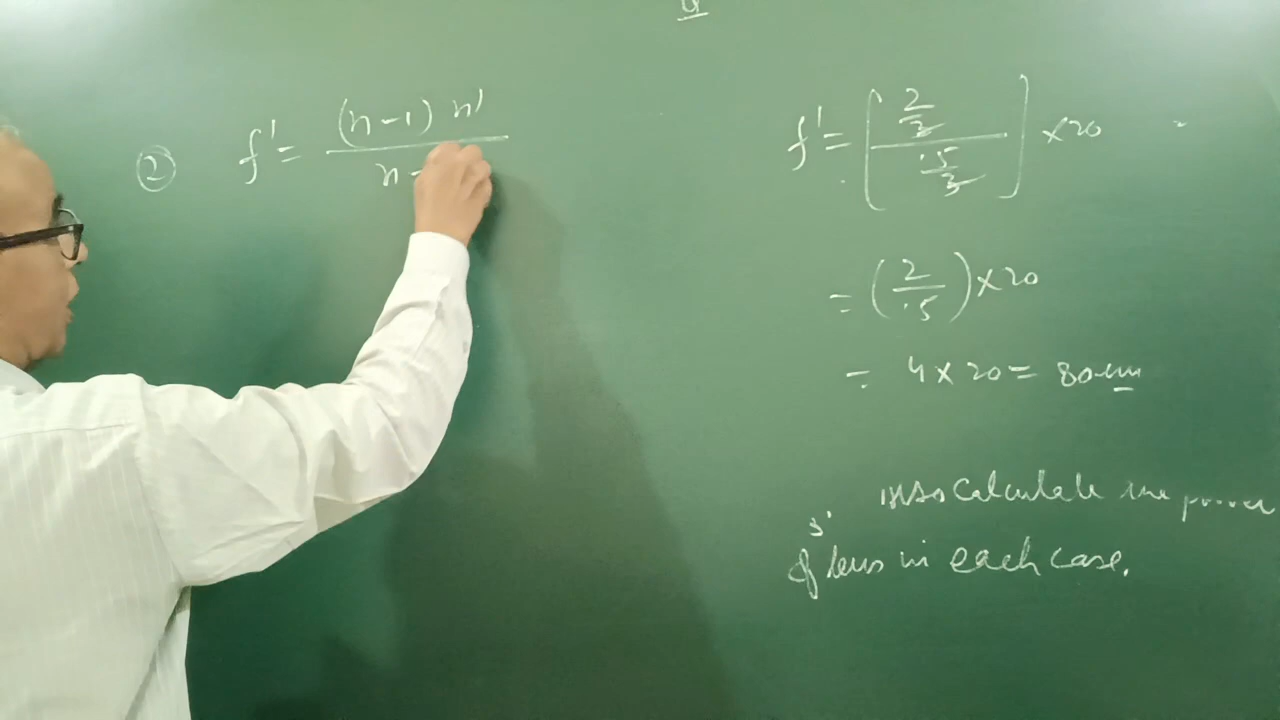 ② f' = (n-1) n'
n -
f' = [ 2/3 / .5/3 ] ×20
= (2/.5) ×20
= 4 × 20 = 80 cm
Also Calculate the power
of lens in each case.